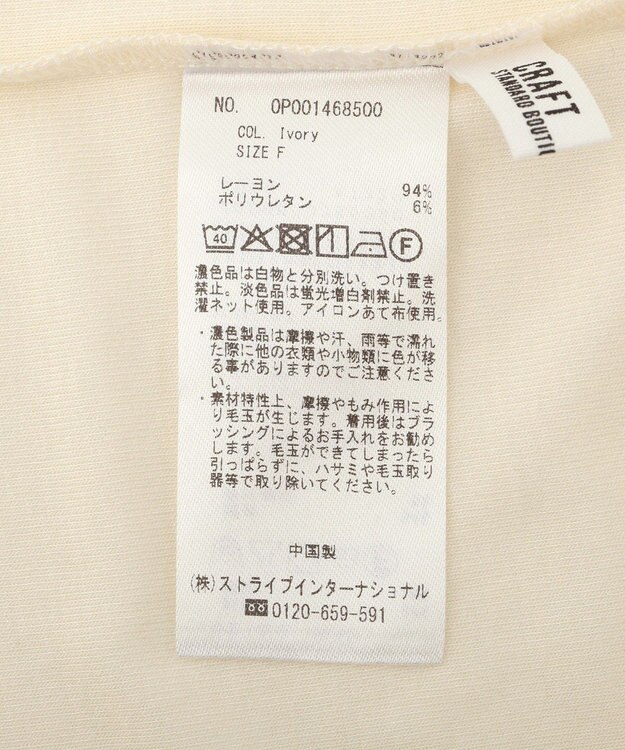 CRAFT
STANDARD BOUTI
NO. OP001468500
COL. Ivory
SIZE F
レーヨン 94%
ポリウレタン 6%
40
F
濃色品は白物と分別洗い。つけ置き
禁止。淡色品は蛍光増白剤禁止。洗
濯ネット使用。アイロンあて布使用。
・濃色製品は摩擦や汗、雨等で濡れ
た際に他の衣類や小物類に色が移
る事がありますのでご注意くださ
い。
・素材特性上、摩擦やもみ作用によ
り毛玉が生じます。着用後はブラ
ッシングによるお手入れをお勧め
します。毛玉ができてしまったら
引っぱらずに、ハサミや毛玉取り
器等で取り除いてください。
中国製
(株)ストライプインターナショナル
0120-659-591